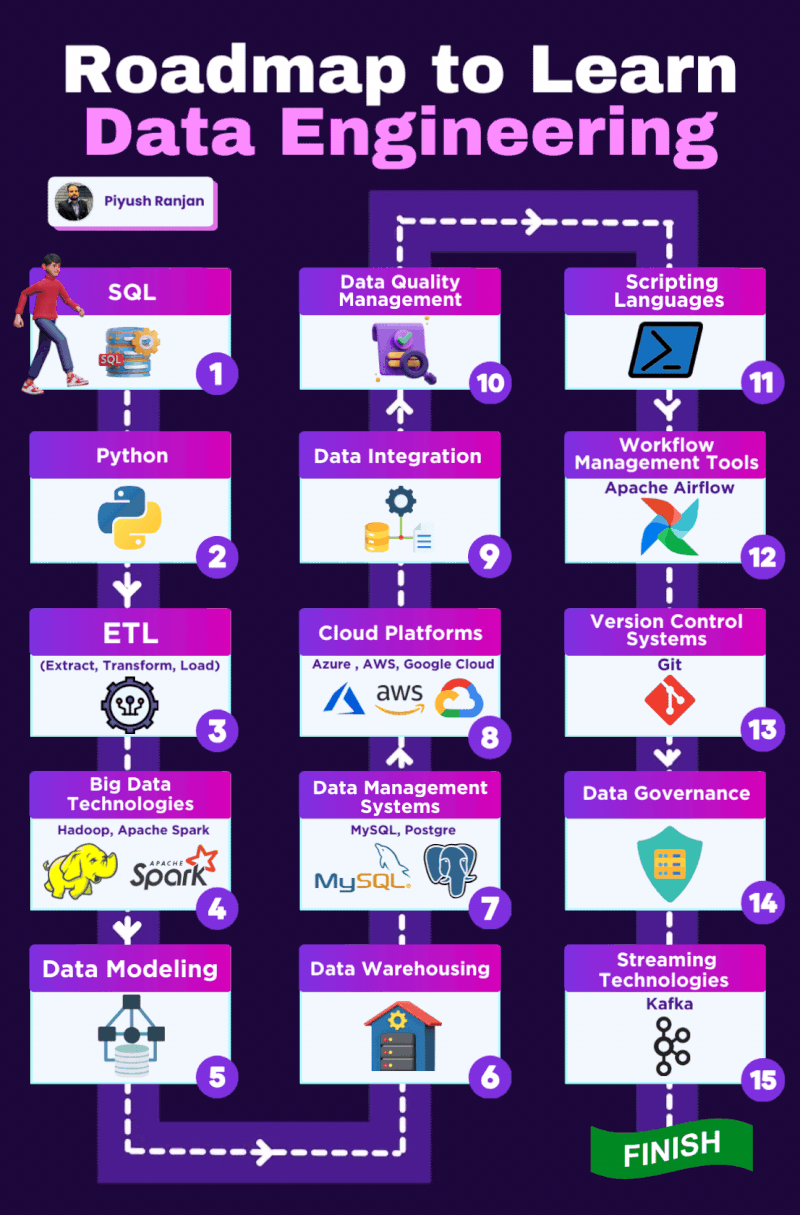 Roadmap to Learn
Data Engineering
Piyush Ranjan
SQL
SQL
1
Python
2
ETL
(Extract, Transform, Load)
3
Big Data
Technologies
Hadoop, Apache Spark
APACHE
Spark
4
Data Modeling
5
Data Warehousing
6
Data Management
Systems
MySQL, Postgre
MySQL
7
Cloud Platforms
Azure , AWS, Google Cloud
aws
8
Data Integration
9
Data Quality
Management
10
Scripting
Languages
11
Workflow
Management Tools
Apache Airflow
12
Version Control
Systems
Git
13
Data Governance
14
Streaming
Technologies
Kafka
15
FINISH